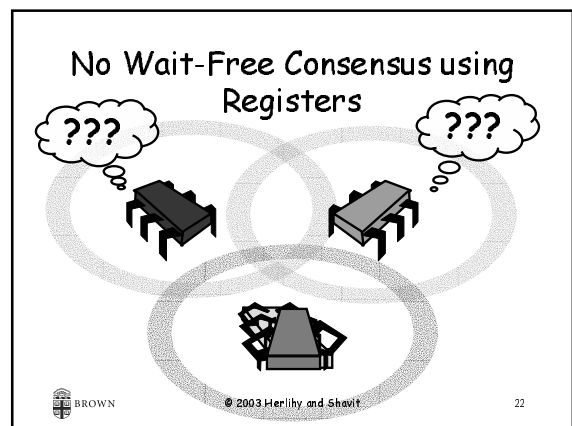 No Wait-Free Consensus using
Registers
???
???
BROWN
© 2003 Herlihy and Shavit
22